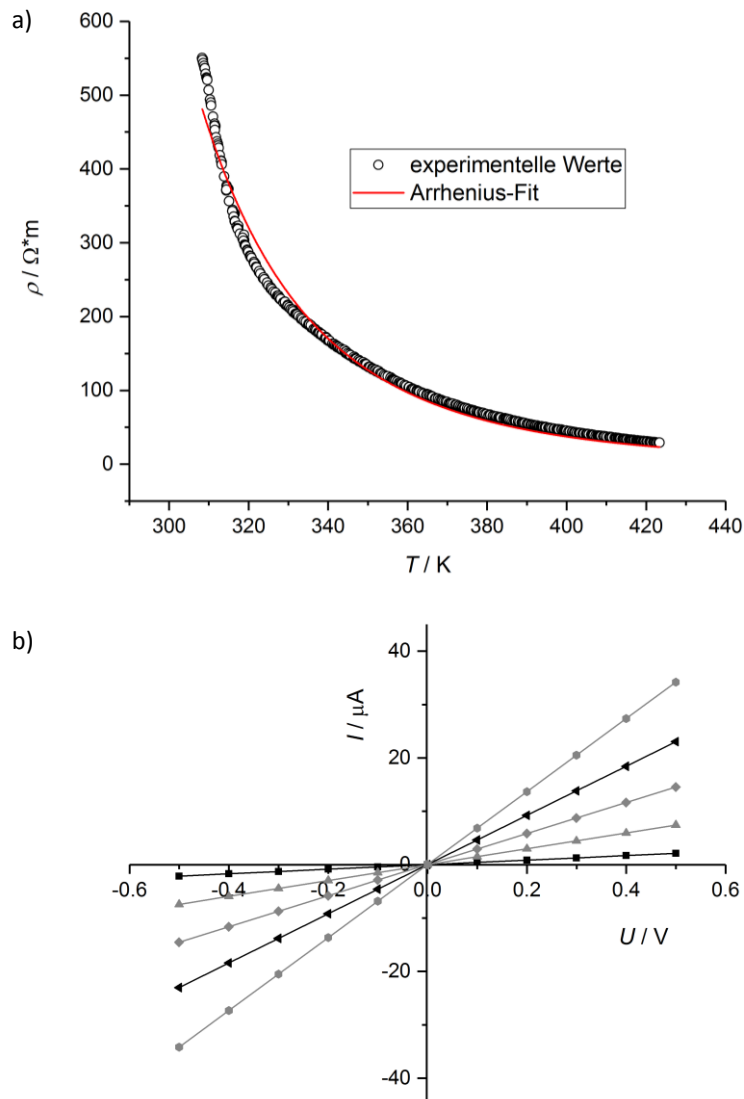 a)
600
500
400
300
200
100
0
ρ / Ω*m
experimentelle Werte
Arrhenius-Fit
300 320 340 360 380 400 420 440
T / K
b)
40
20
0
-20
-40
I / μA
-0.6 -0.4 -0.2 0.0 0.2 0.4 0.6
U / V